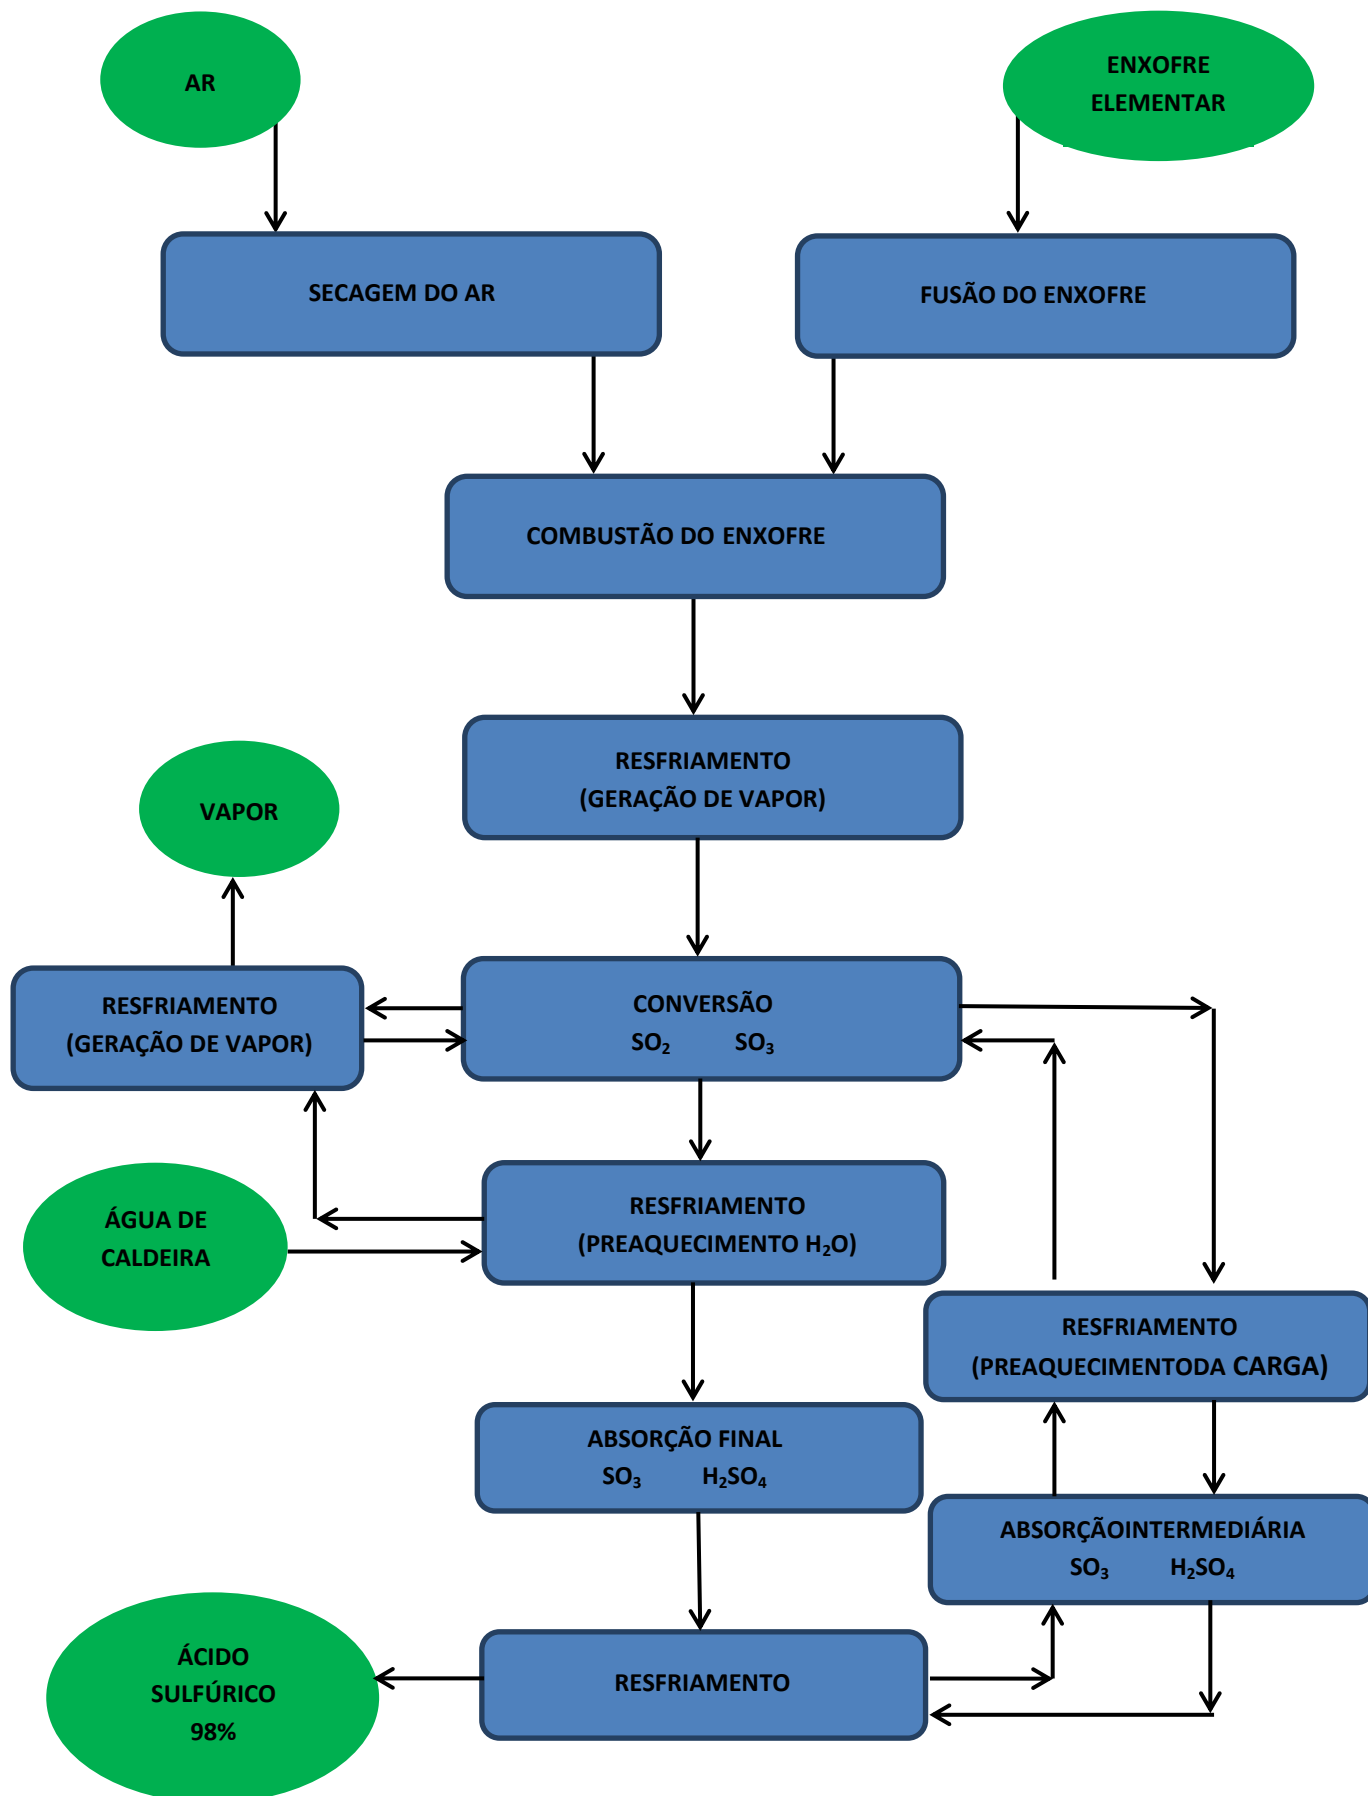 AR
ENXOFRE
ELEMENTAR
SECAGEM DO AR
FUSÃO DO ENXOFRE
COMBUSTÃO DO ENXOFRE
RESFRIAMENTO
(GERAÇÃO DE VAPOR)
VAPOR
RESFRIAMENTO
(GERAÇÃO DE VAPOR)
CONVERSÃO
SO₂ SO₃
RESFRIAMENTO
(PREAQUECIMENTO H₂O)
ÁGUA DE
CALDEIRA
RESFRIAMENTO
(PREAQUECIMENTODA CARGA)
ABSORÇÃO FINAL
SO₃ H₂SO₄
ABSORÇÃOINTERMEDIÁRIA
SO₃ H₂SO₄
RESFRIAMENTO
ÁCIDO
SULFÚRICO
98%